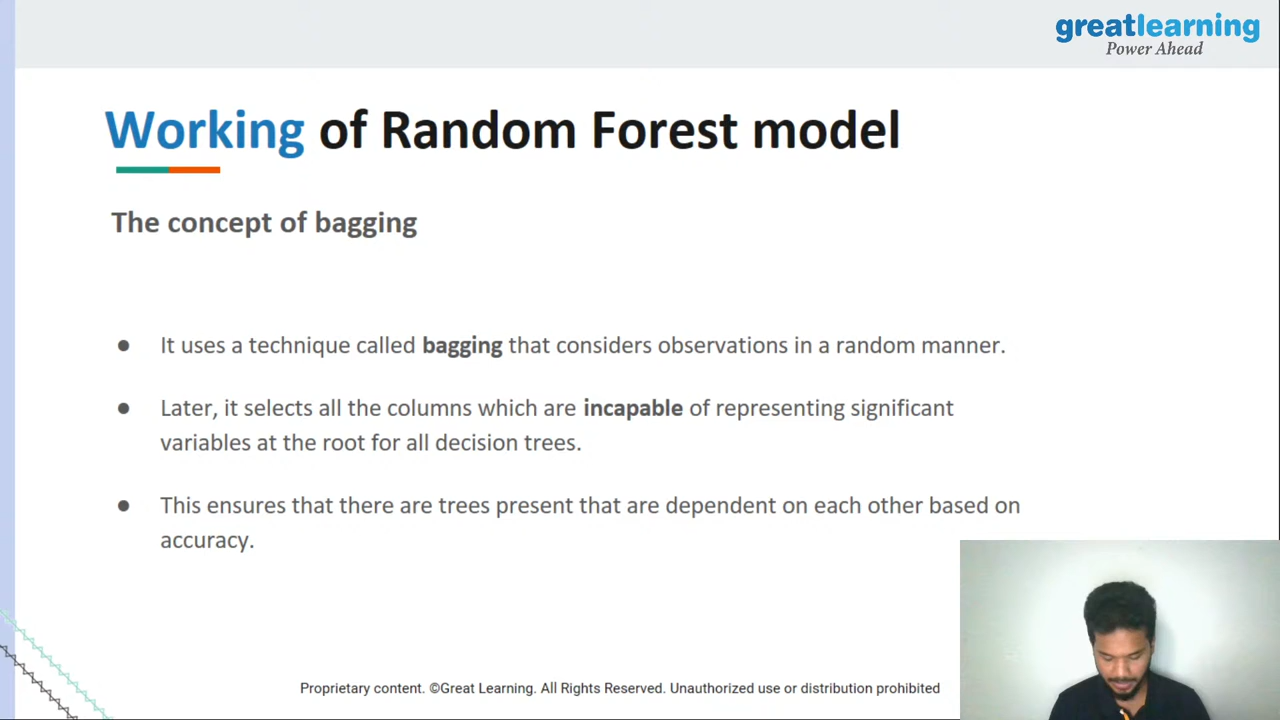 greatlearning
Power Ahead
Working of Random Forest model
The concept of bagging
● It uses a technique called bagging that considers observations in a random manner.
● Later, it selects all the columns which are incapable of representing significant
variables at the root for all decision trees.
● This ensures that there are trees present that are dependent on each other based on
accuracy.
Proprietary content. ©Great Learning. All Rights Reserved. Unauthorized use or distribution prohibited